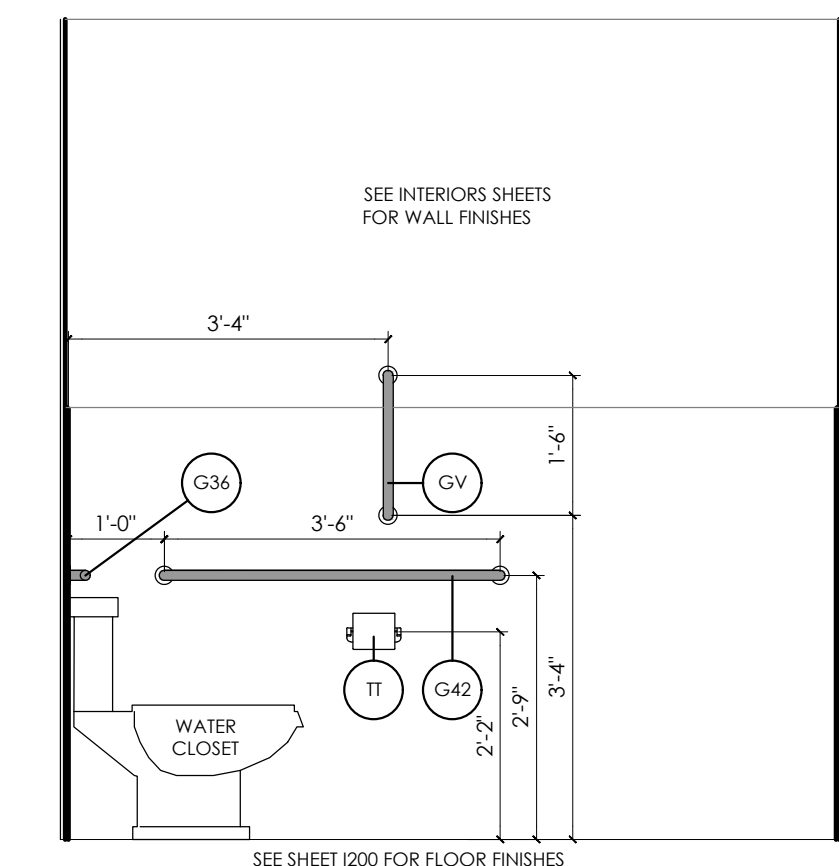 SEE INTERIORS SHEETS
FOR WALL FINISHES
3'-4"
1'-6"
G36
GV
1'-0"
3'-6"
TT
G42
2'-2"
2'-9"
3'-4"
WATER
CLOSET
SEE SHEET I200 FOR FLOOR FINISHES